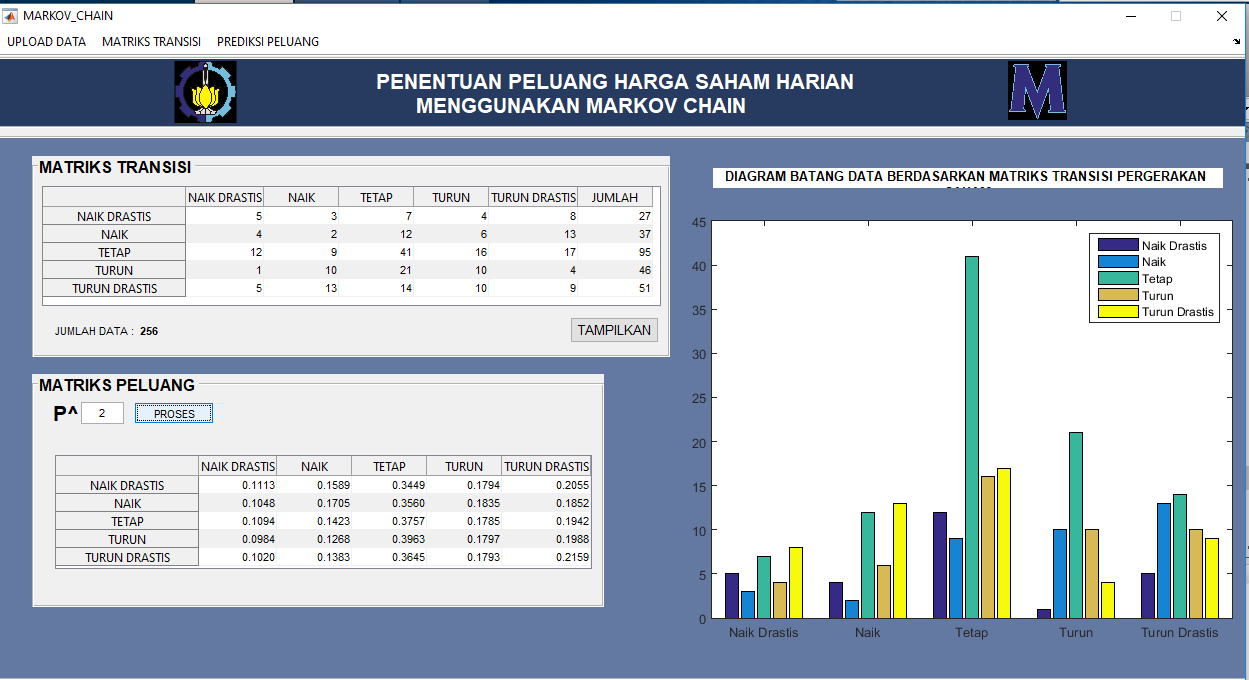 MARKOV_CHAIN
UPLOAD DATA MATRIKS TRANSISI PREDIKSI PELUANG
PENENTUAN PELUANG HARGA SAHAM HARIAN
MENGGUNAKAN MARKOV CHAIN
M
MATRIKS TRANSISI
NAIK DRASTIS NAIK TETAP TURUN TURUN DRASTIS JUMLAH
NAIK DRASTIS 5 3 7 4 8 27
NAIK 4 2 12 6 13 37
TETAP 12 9 41 16 17 95
TURUN 1 10 21 10 4 46
TURUN DRASTIS 5 13 14 10 9 51
JUMLAH DATA : 256
TAMPILKAN
MATRIKS PELUANG
P^ 2 PROSES
NAIK DRASTIS NAIK TETAP TURUN TURUN DRASTIS
NAIK DRASTIS 0.1113 0.1589 0.3449 0.1794 0.2055
NAIK 0.1048 0.1705 0.3560 0.1835 0.1852
TETAP 0.1094 0.1423 0.3757 0.1785 0.1942
TURUN 0.0984 0.1268 0.3963 0.1797 0.1988
TURUN DRASTIS 0.1020 0.1383 0.3645 0.1793 0.2159
DIAGRAM BATANG DATA BERDASARKAN MATRIKS TRANSISI PERGERAKAN
45
40
35
30
25
20
15
10
5
0
Naik Drastis
Naik
Tetap
Turun
Turun Drastis
Naik Drastis Naik Tetap Turun Turun Drastis